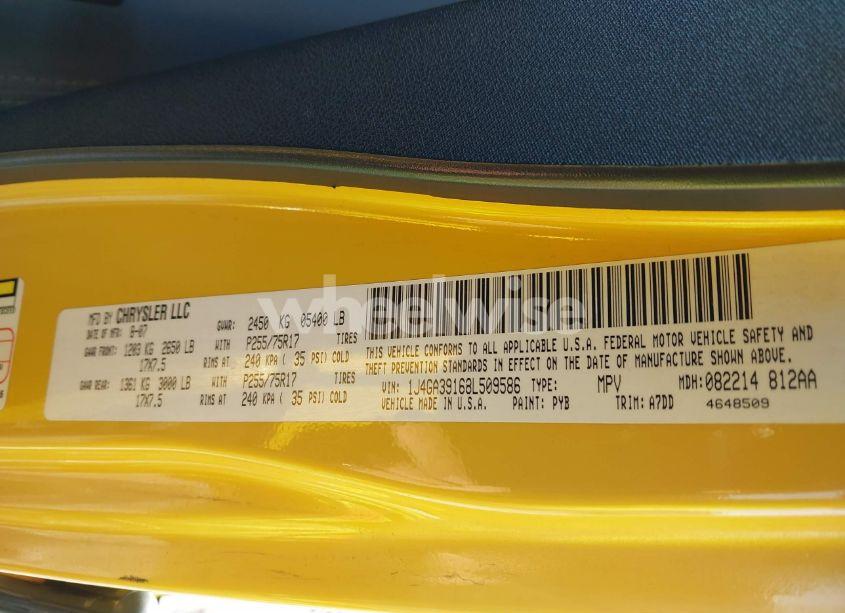 MFD BY CHRYSLER LLC
DATE OF MFR: 8-07
GVWR: 2450 KG 05400 LB
GAWR FRONT: 1203 KG 2650 LB WITH P255/75R17 TIRES
17X7.5 RIMS AT 240 KPA ( 35 PSI) COLD
GAWR REAR: 1361 KG 3000 LB WITH P255/75R17 TIRES
17X7.5 RIMS AT 240 KPA ( 35 PSI) COLD
THIS VEHICLE CONFORMS TO ALL APPLICABLE U.S.A. FEDERAL MOTOR VEHICLE SAFETY AND
THEFT PREVENTION STANDARDS IN EFFECT ON THE DATE OF MANUFACTURE SHOWN ABOVE.
VIN: 1J4GA39168L509586 TYPE: MPV MDH: 082214 812AA
VEHICLE MADE IN U.S.A. PAINT: PYB TRIM: A7DD 4648509
wheelwise